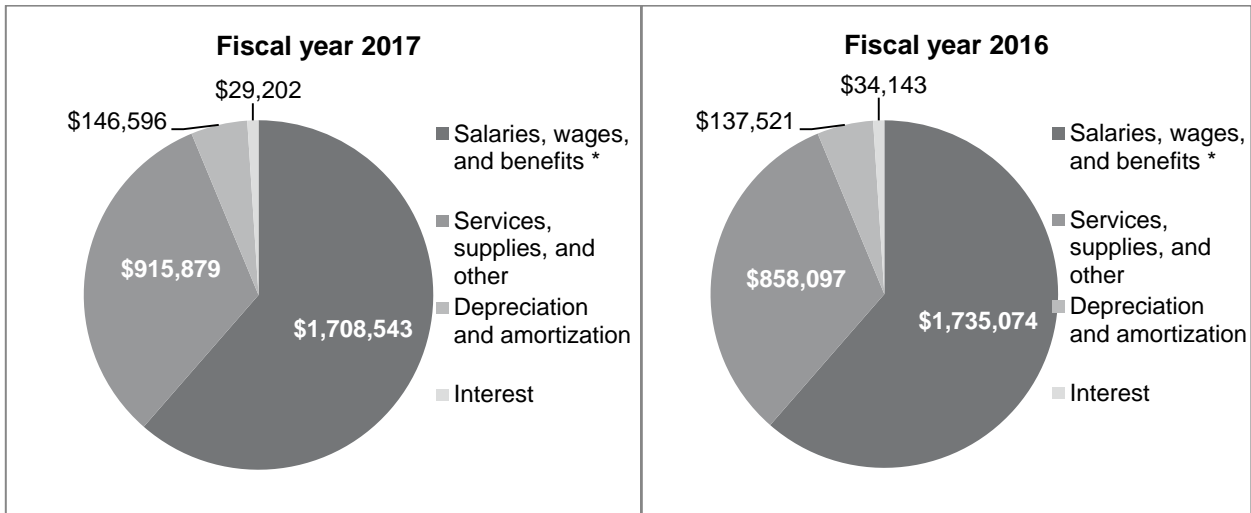 Fiscal year 2017
$29,202
$146,596
$915,879
$1,708,543
Salaries, wages,
and benefits *
Services,
supplies, and
other
Depreciation
and amortization
Interest
Fiscal year 2016
$34,143
$137,521
$858,097
$1,735,074
Salaries, wages,
and benefits *
Services,
supplies, and
other
Depreciation
and amortization
Interest